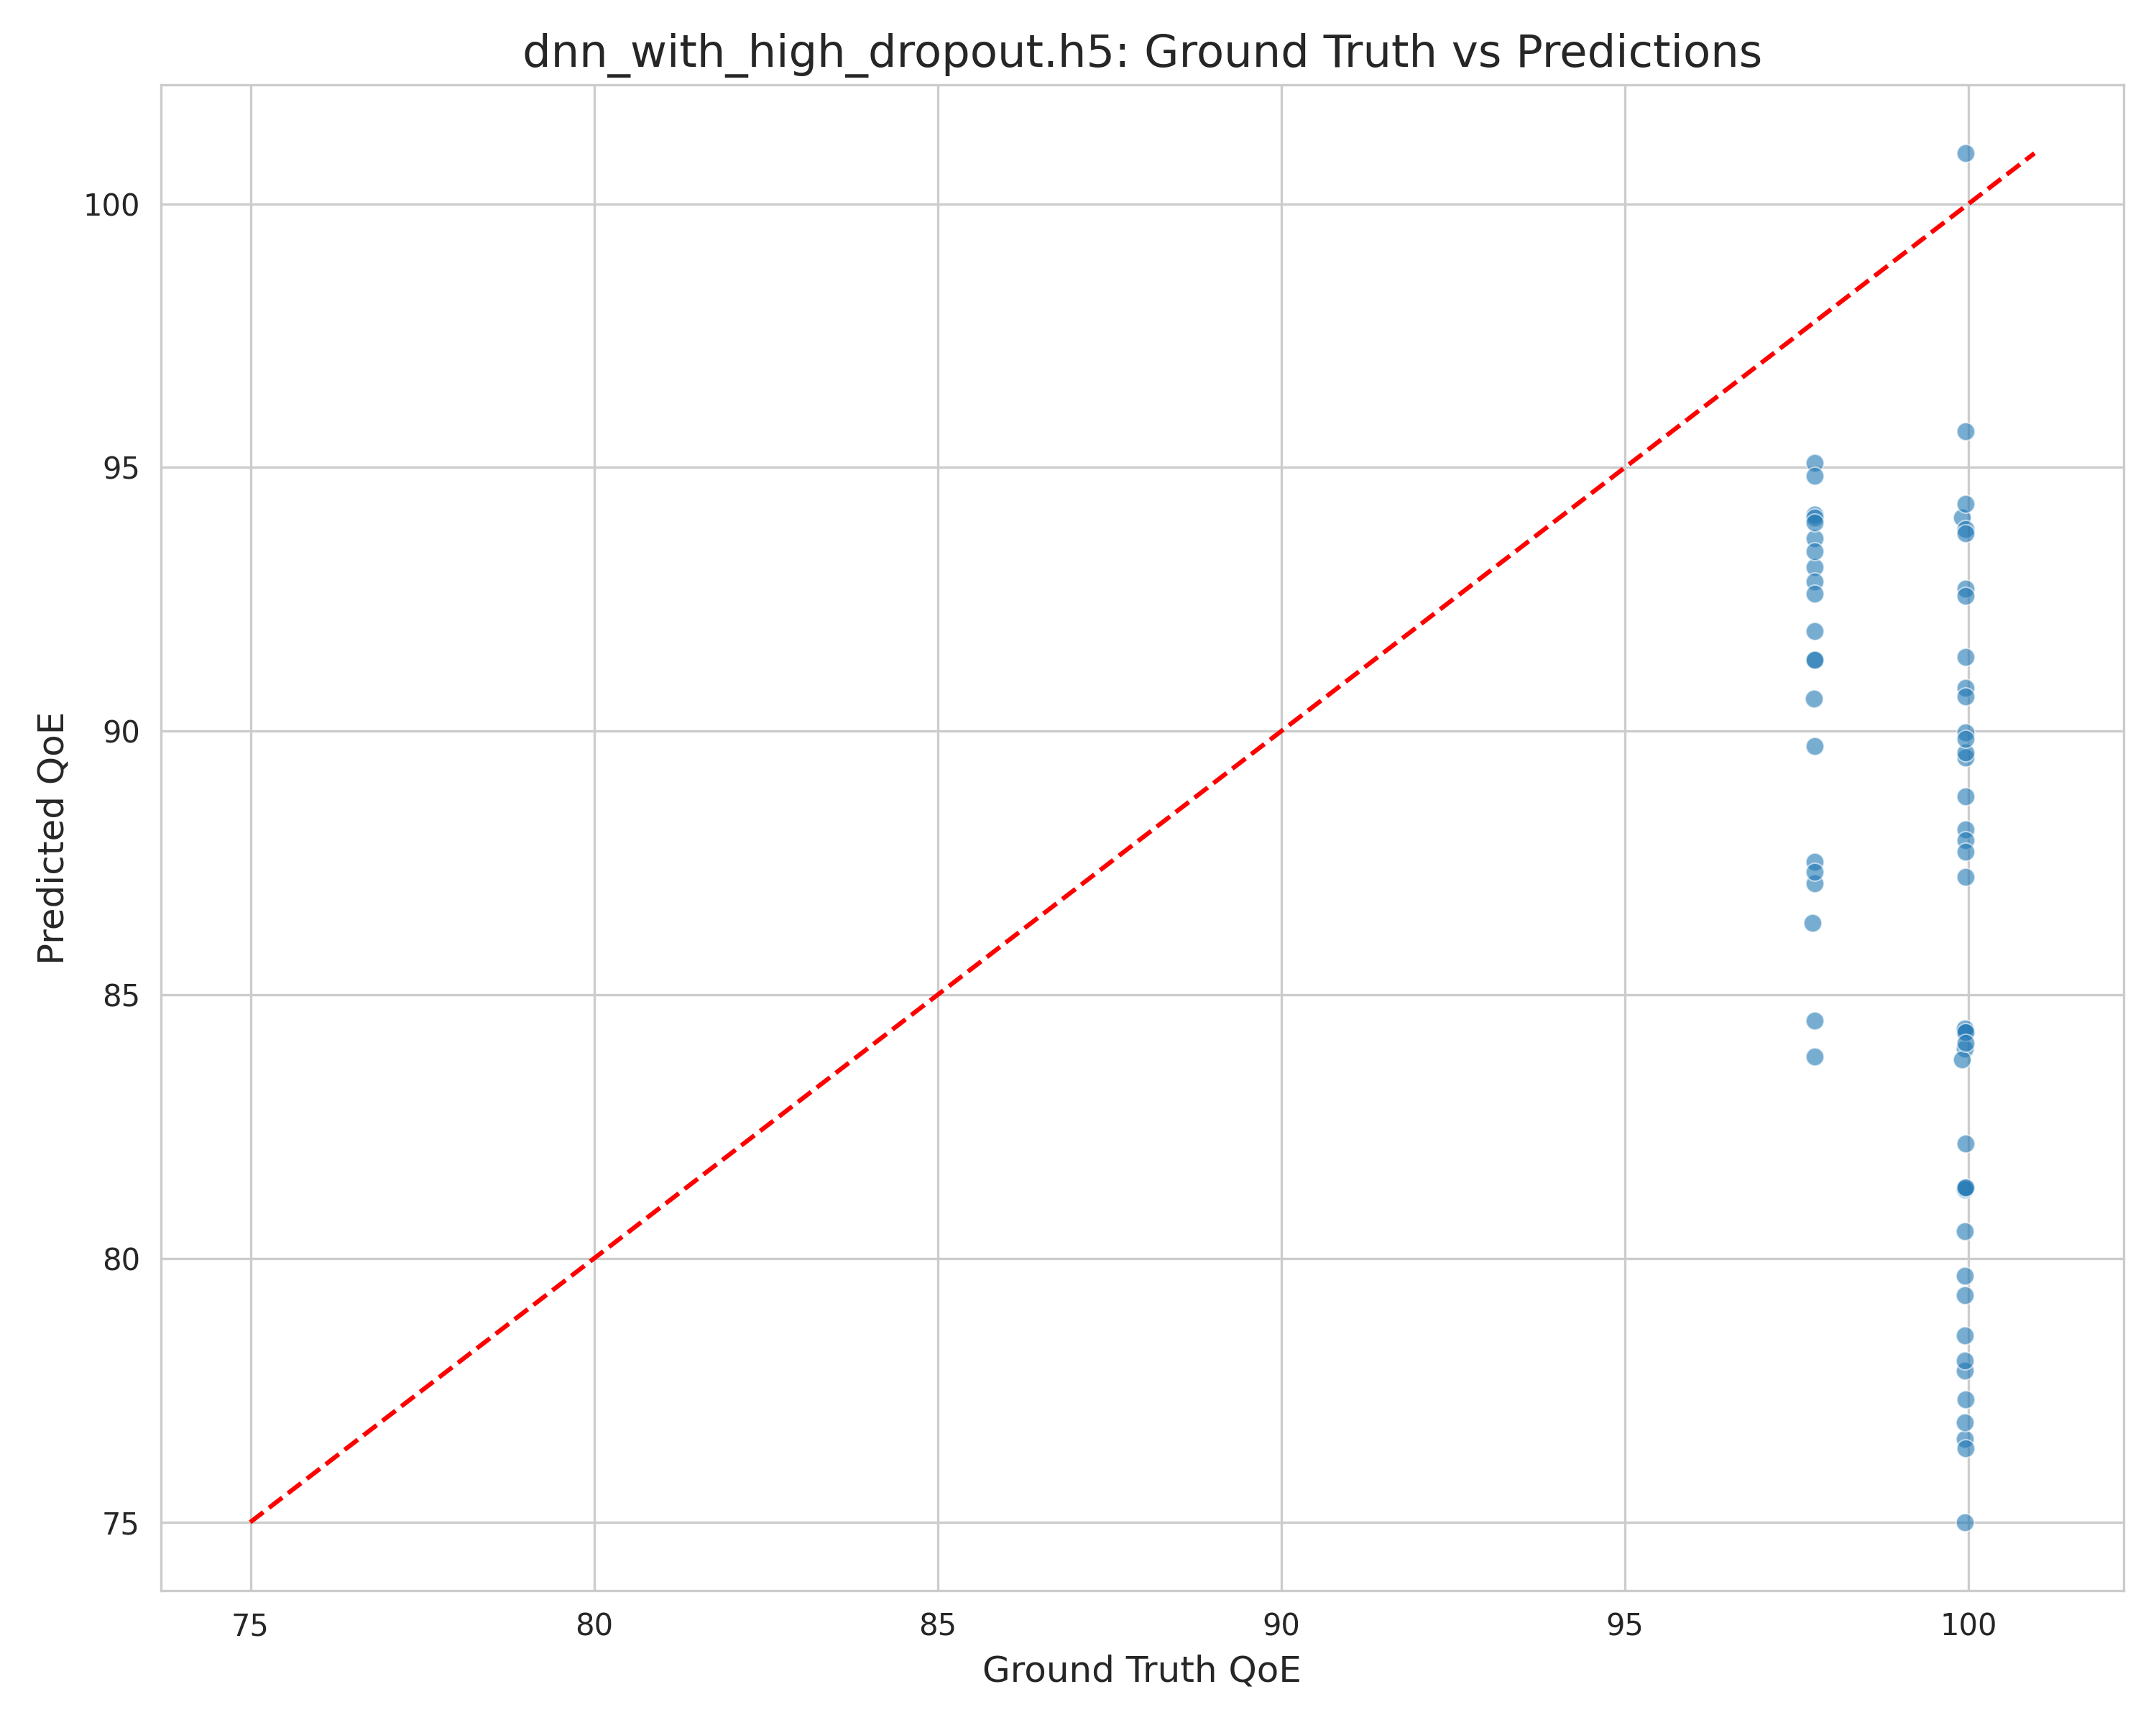 dnn_with_high_dropout.h5: Ground Truth vs Predictions
Predicted QoE
100
95
90
85
80
75
75 80 85 90 95 100
Ground Truth QoE